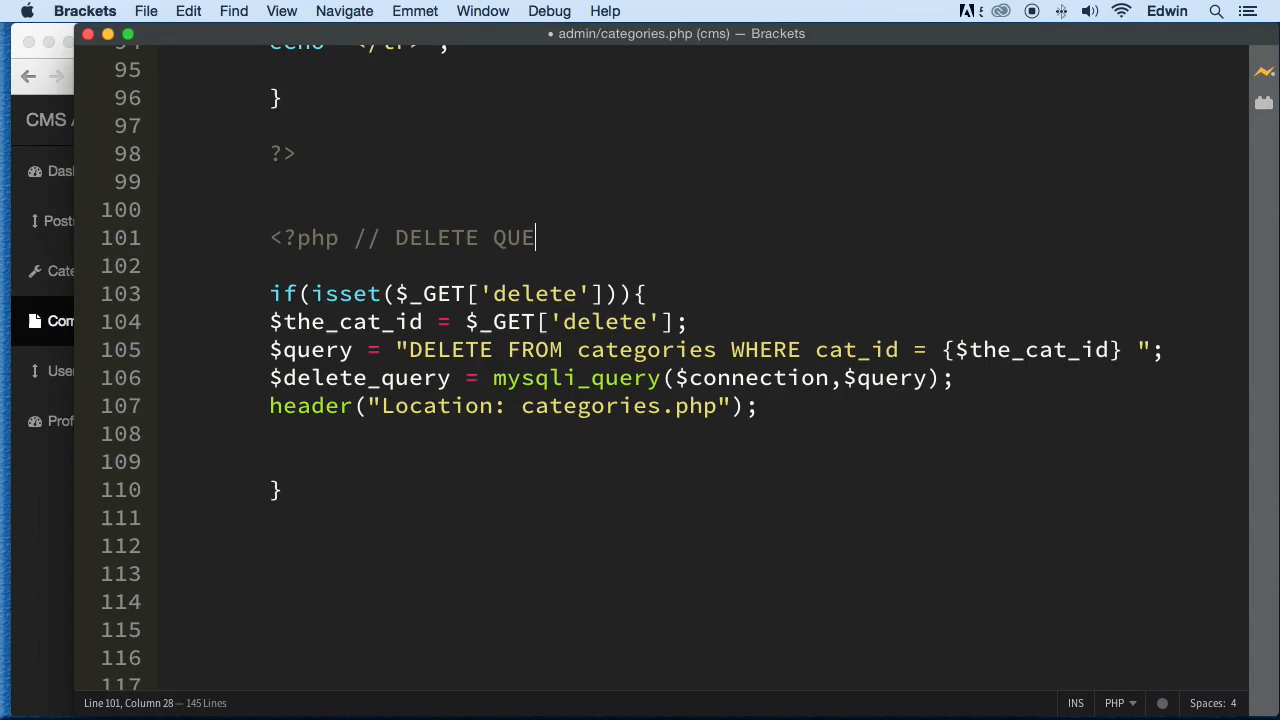 Brackets File Edit Find View Navigate Emmet Window Debug Help Edwin
admin/categories.php (cms) — Brackets
95
96 }
97
98 ?>
99
100
101 <?php // DELETE QUE
102
103 if(isset($_GET['delete'])){
104 $the_cat_id = $_GET['delete'];
105 $query = "DELETE FROM categories WHERE cat_id = {$the_cat_id} ";
106 $delete_query = mysqli_query($connection,$query);
107 header("Location: categories.php");
108
109
110 }
111
112
113
114
115
116
117
CMS
Dash
Posts
Cate
Com
User
Prof
Line 101, Column 28 — 145 Lines
INS PHP Spaces: 4